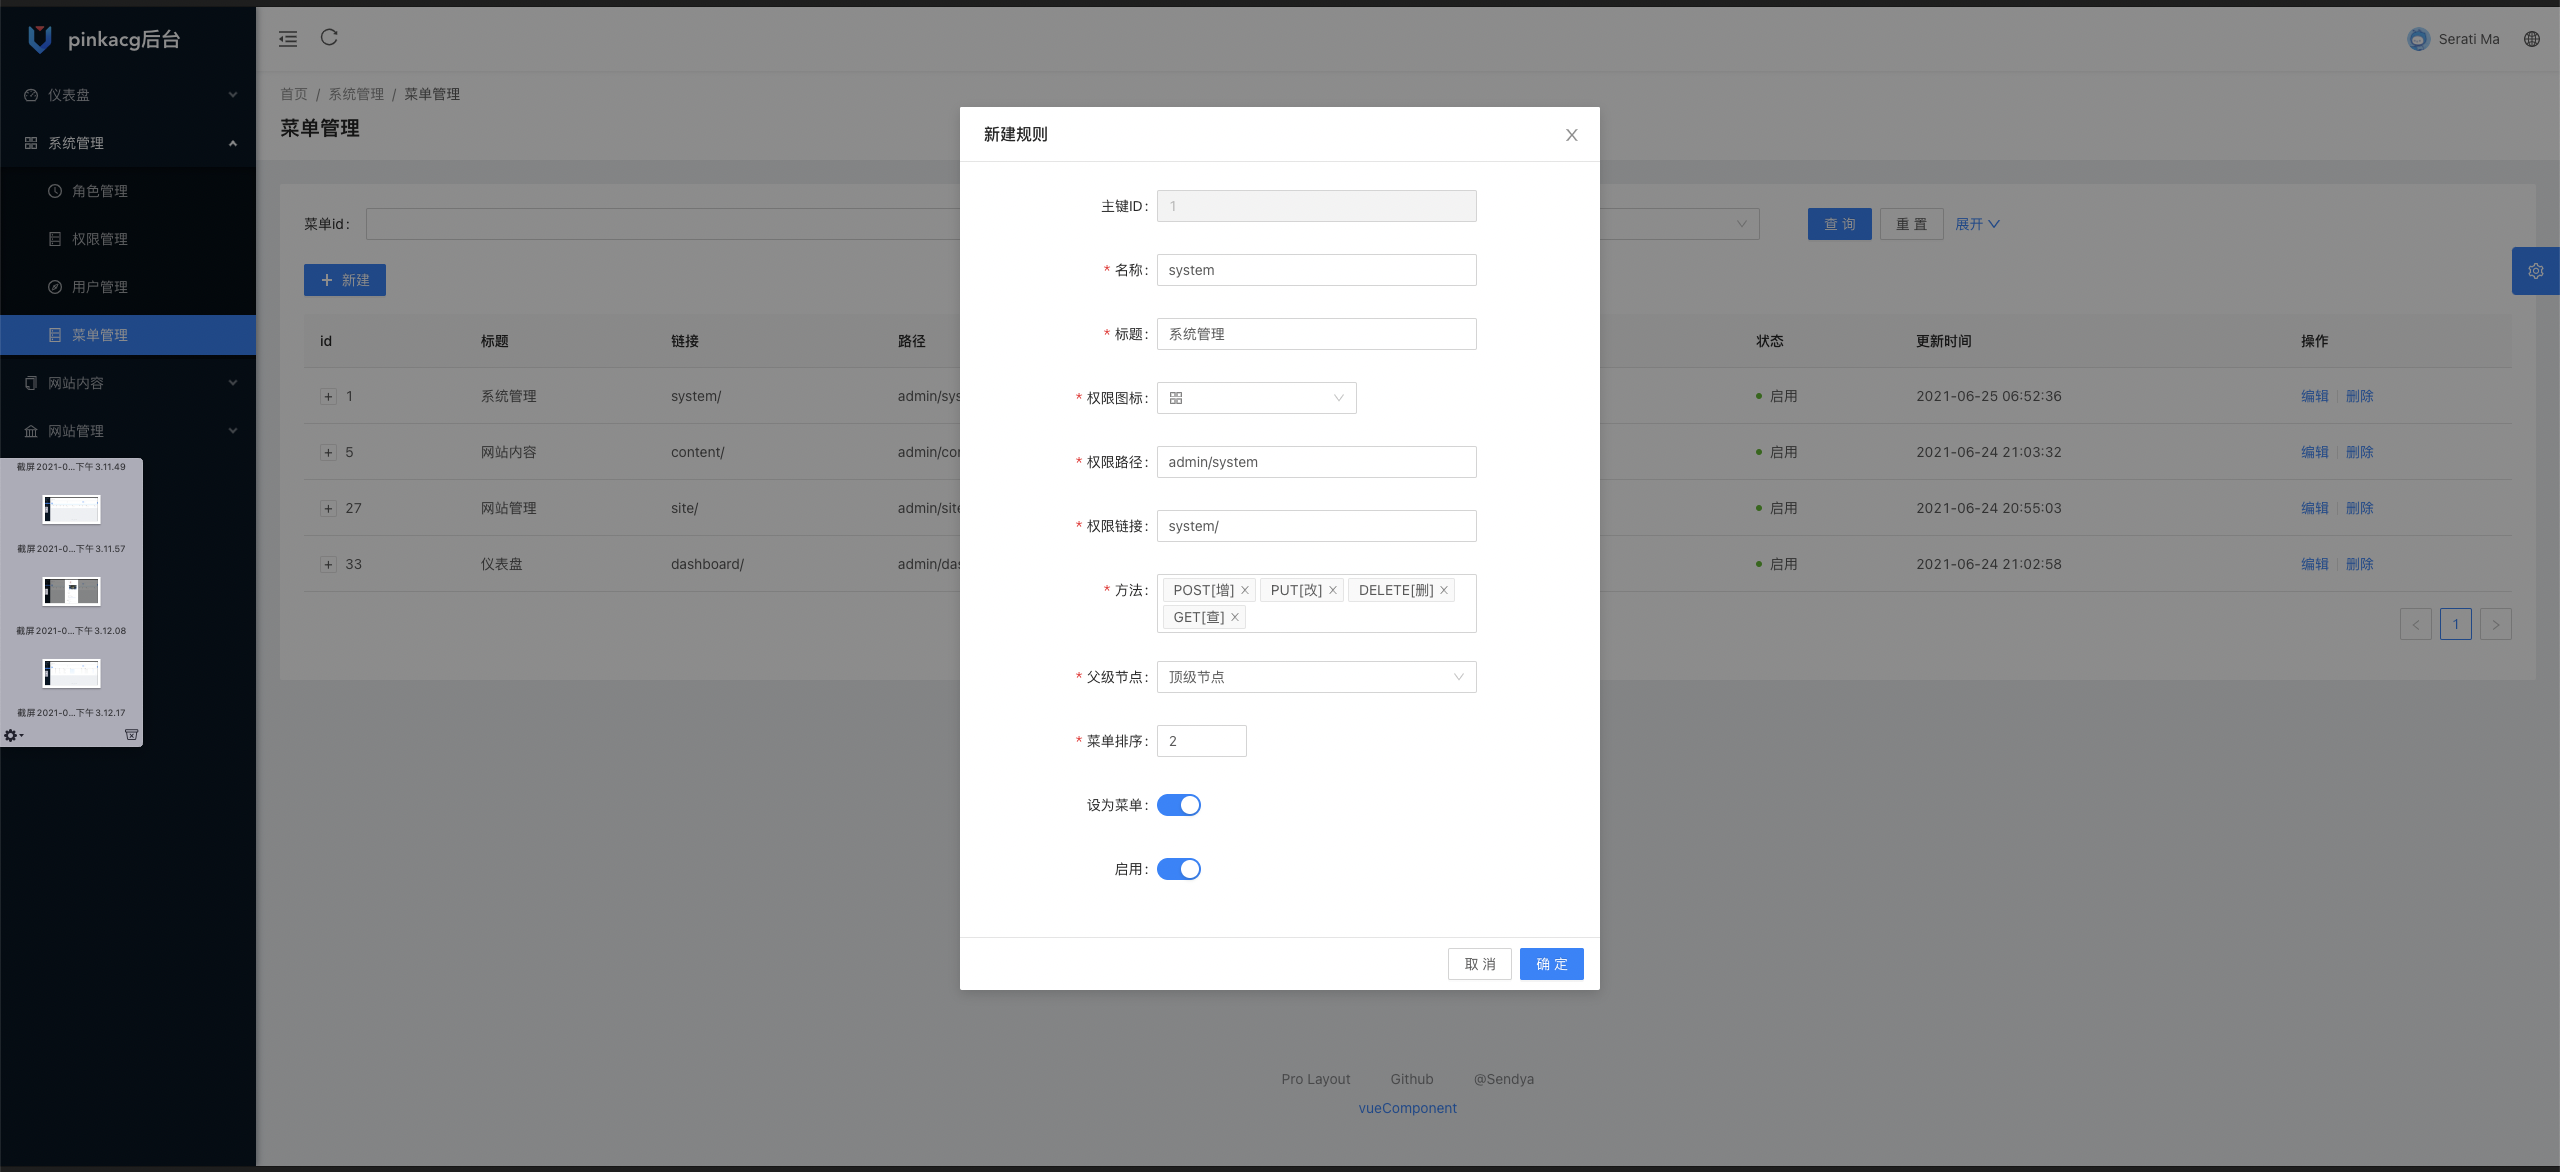 pinkacg后台
仪表盘
系统管理
角色管理
权限管理
用户管理
菜单管理
网站内容
网站管理
截屏2021-0...下午3.11.49
截屏2021-0...下午3.11.57
截屏2021-0...下午3.12.08
截屏2021-0...下午3.12.17
Serati Ma
首页 / 系统管理 / 菜单管理
菜单管理
菜单id:
查 询 重 置 展开
+ 新建
id 标题 链接 路径 状态 更新时间 操作
+ 1 系统管理 system/ admin/sys 启用 2021-06-25 06:52:36 编辑 删除
+ 5 网站内容 content/ admin/co 启用 2021-06-24 21:03:32 编辑 删除
+ 27 网站管理 site/ admin/site 启用 2021-06-24 20:55:03 编辑 删除
+ 33 仪表盘 dashboard/ admin/da 启用 2021-06-24 21:02:58 编辑 删除
< 1 >
新建规则
主键ID: 1
* 名称: system
* 标题: 系统管理
* 权限图标:
* 权限路径: admin/system
* 权限链接: system/
* 方法: POST[增] PUT[改] DELETE[删]
GET[查]
* 父级节点: 顶级节点
* 菜单排序: 2
设为菜单:
启用:
取 消 确 定
Pro Layout Github @Sendya
vueComponent